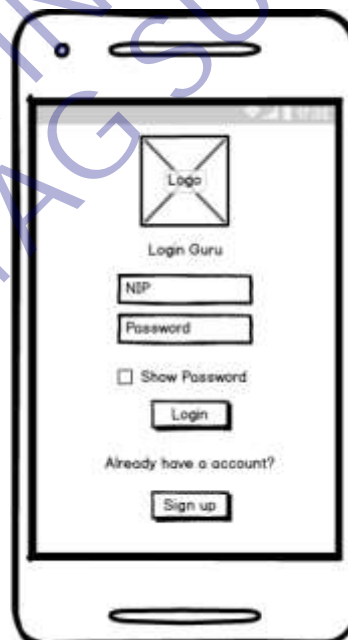 Logo
Login Guru
NIP
Password
Show Password
Login
Already have a account?
Sign up